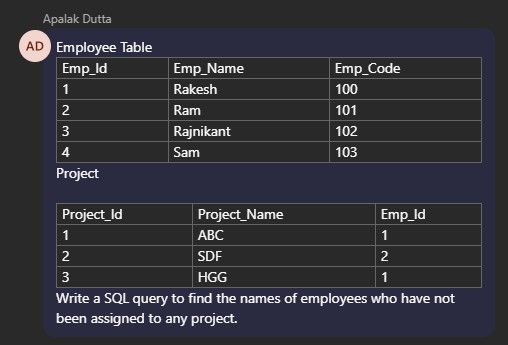 Apalak Dutta
AD
Employee Table
Emp_Id Emp_Name Emp_Code
1 Rakesh 100
2 Ram 101
3 Rajnikant 102
4 Sam 103
Project
Project_Id Project_Name Emp_Id
1 ABC 1
2 SDF 2
3 HGG 1
Write a SQL query to find the names of employees who have not
been assigned to any project.